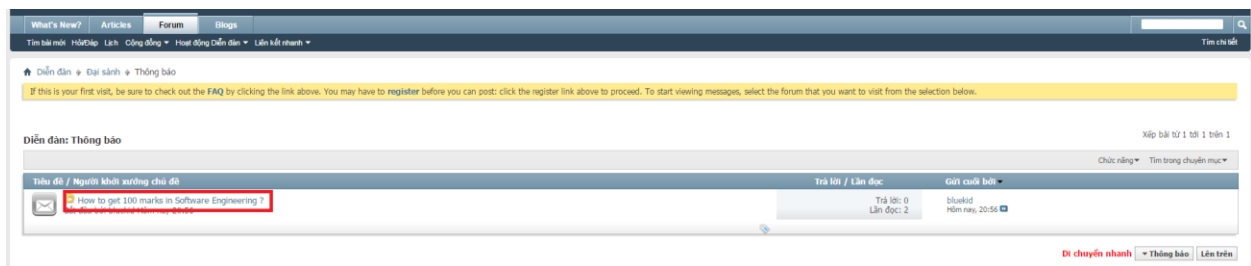 What's New? Articles Forum Blogs
Tìm bài mới Hỏi/Đáp Lịch Cộng đồng Hoạt động Diễn đàn Liên kết nhanh Tìm chi tiết
Diễn đàn Đại sảnh Thông báo
If this is your first visit, be sure to check out the FAQ by clicking the link above. You may have to register before you can post: click the register link above to proceed. To start viewing messages, select the forum that you want to visit from the selection below.
Xếp bài từ 1 tới 1 trên 1
Diễn đàn: Thông báo
Chức năng Tìm trong chuyên mục
Tiêu đề / Người khởi xướng chủ đề Trả lời / Lần đọc Gửi cuối bởi
How to get 100 marks in Software Engineering ? Trả lời: 0 bluekid
bluekid Hôm nay, 20:56 Lần đọc: 2 Hôm nay, 20:56
Di chuyển nhanh Thông báo Lên trên